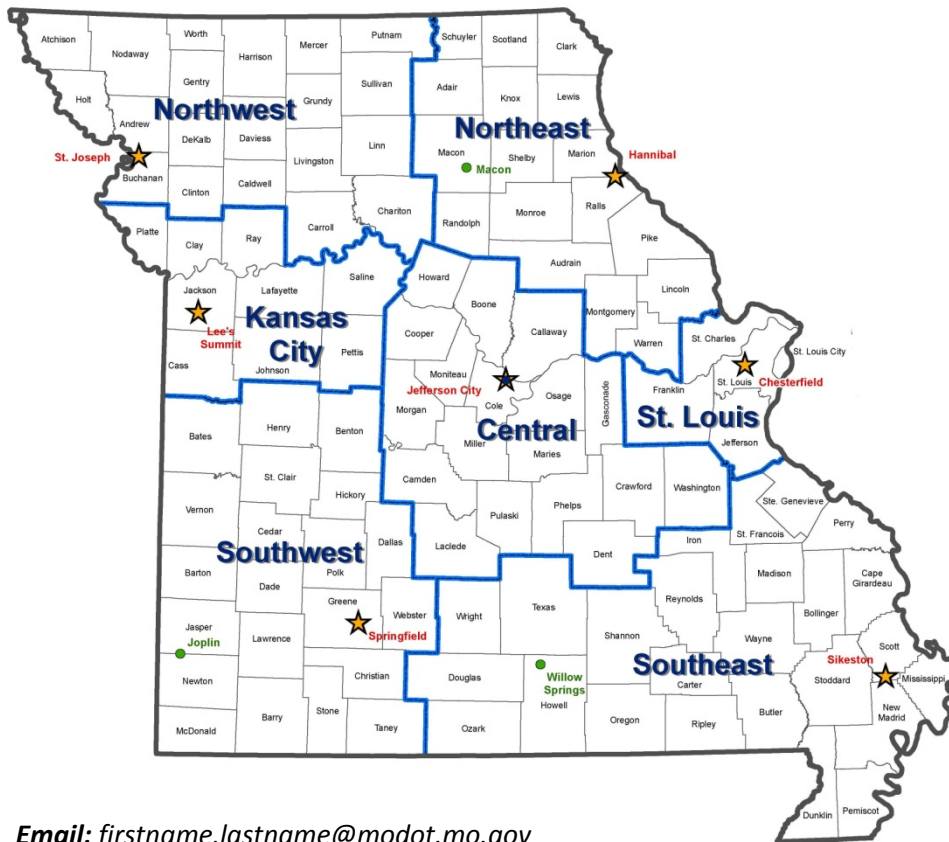 Atchison
Nodaway
Worth
Harrison
Mercer
Putnam
Schuyler
Scotland
Clark
Holt
Gentry
Grundy
Sullivan
Adair
Knox
Lewis
Andrew
Northwest
Northeast
DeKalb
Daviess
Livingston
Linn
Macon
Shelby
Marion
Hannibal
St. Joseph
Buchanan
Macon
Clinton
Caldwell
Chariton
Randolph
Monroe
Ralls
Platte
Clay
Ray
Carroll
Pike
Audrain
Saline
Howard
Boone
Lincoln
Jackson
Lafayette
Kansas
City
Callaway
Montgomery
Lee's
Summit
Cooper
Warren
St. Charles
St. Louis City
Cass
Johnson
Pettis
Moniteau
Jefferson City
Cole
Osage
Gasconade
Franklin
St. Louis
Chesterfield
Morgan
Central
St. Louis
Jefferson
Bates
Henry
Benton
Miller
Maries
St. Clair
Camden
Crawford
Washington
Hickory
Pulaski
Phelps
Ste. Genevieve
Vernon
Cedar
Dallas
Laclede
Dent
Iron
St. Francois
Perry
Southwest
Barton
Dade
Polk
Madison
Cape
Girardeau
Greene
Webster
Wright
Texas
Reynolds
Bollinger
Jasper
Joplin
Lawrence
Springfield
Shannon
Wayne
Scott
Newton
Christian
Douglas
Willow
Springs
Southeast
Sikeston
Mississippi
Stone
Howell
Carter
Stoddard
McDonald
Barry
Taney
Ozark
Oregon
Ripley
Butler
New
Madrid
Dunklin
Pemiscot
Email: firstname.lastname@modot.mo.gov